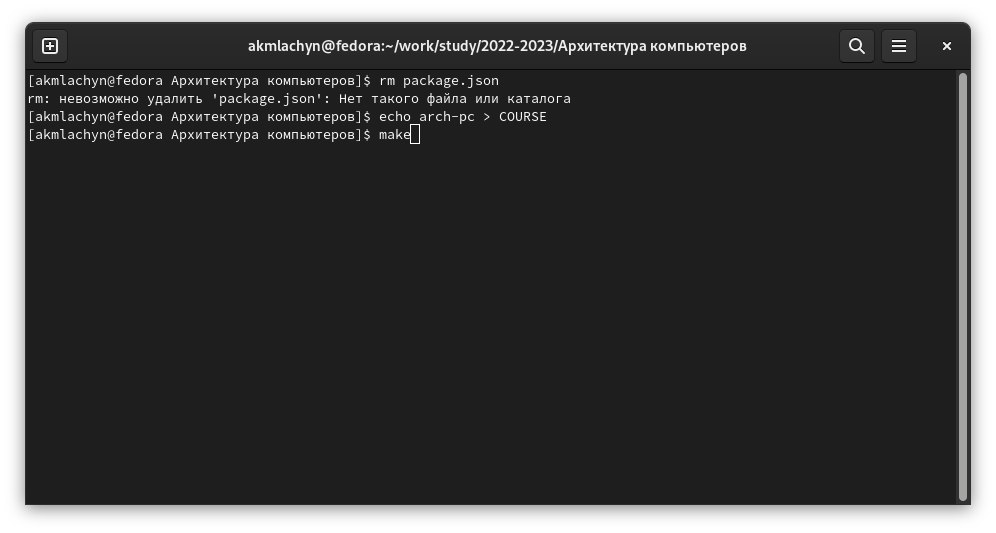 akmlachyn@fedora:~/work/study/2022-2023/Архитектура компьютеров
[akmlachyn@fedora Архитектура компьютеров]$ rm package.json
rm: невозможно удалить 'package.json': Нет такого файла или каталога
[akmlachyn@fedora Архитектура компьютеров]$ echo arch-pc > COURSE
[akmlachyn@fedora Архитектура компьютеров]$ make